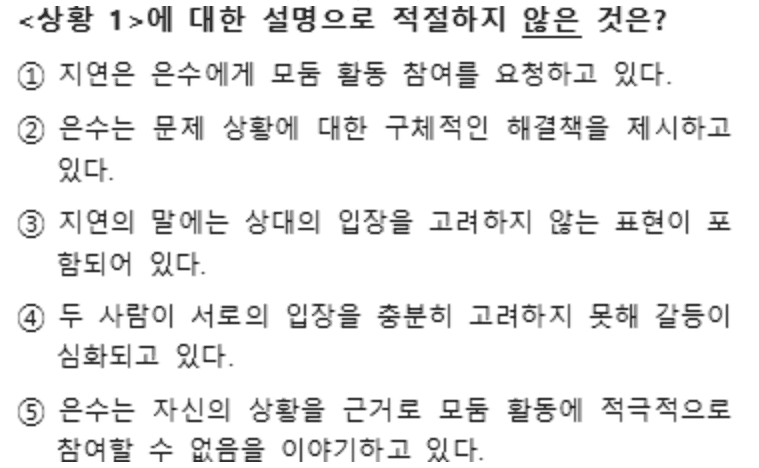 <상황 1>에 대한 설명으로 적절하지 않은 것은?
① 지연은 은수에게 모둠 활동 참여를 요청하고 있다.
② 은수는 문제 상황에 대한 구체적인 해결책을 제시하고
있다.
③ 지연의 말에는 상대의 입장을 고려하지 않는 표현이 포
함되어 있다.
④ 두 사람이 서로의 입장을 충분히 고려하지 못해 갈등이
심화되고 있다.
⑤ 은수는 자신의 상황을 근거로 모둠 활동에 적극적으로
참여할 수 없음을 이야기하고 있다.